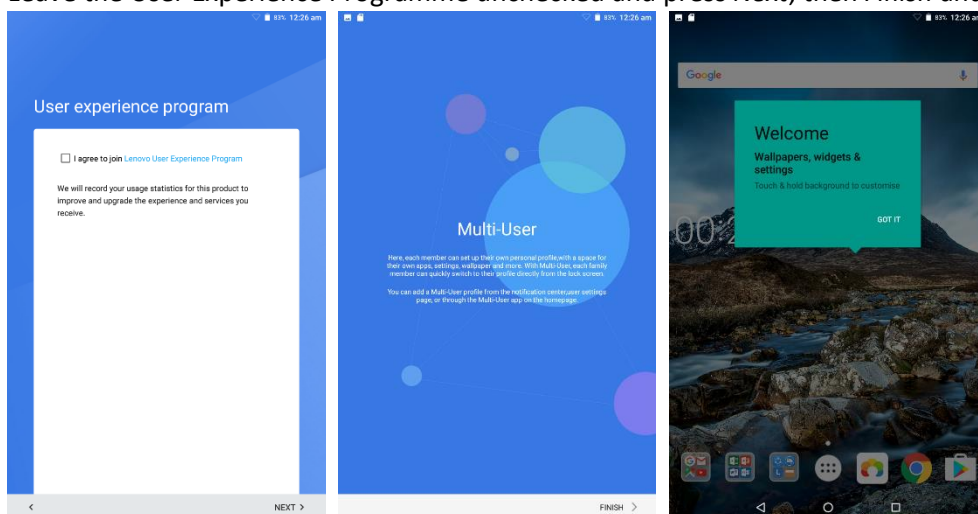 Leave the User Experience Programme unchecked and press Next, then Finish and
83% 12:26 am
User experience program
I agree to join Lenovo User Experience Program
We will record your usage statistics for this product to
improve and upgrade the experience and services you
receive.
NEXT >
83% 12:26 am
Multi-User
Here, each member can set up their own personal profile,with a space for
their own apps, settings, wallpaper and more. With Multi-User, each family
member can quickly switch to their profile directly from the lock screen.
You can add a Multi-User profile from the notification center,user settings
page, or through the Multi-User app on the homepage.
FINISH >
83% 12:26 am
Google
Welcome
Wallpapers, widgets &
settings
Touch & hold background to customise
GOT IT
00:2